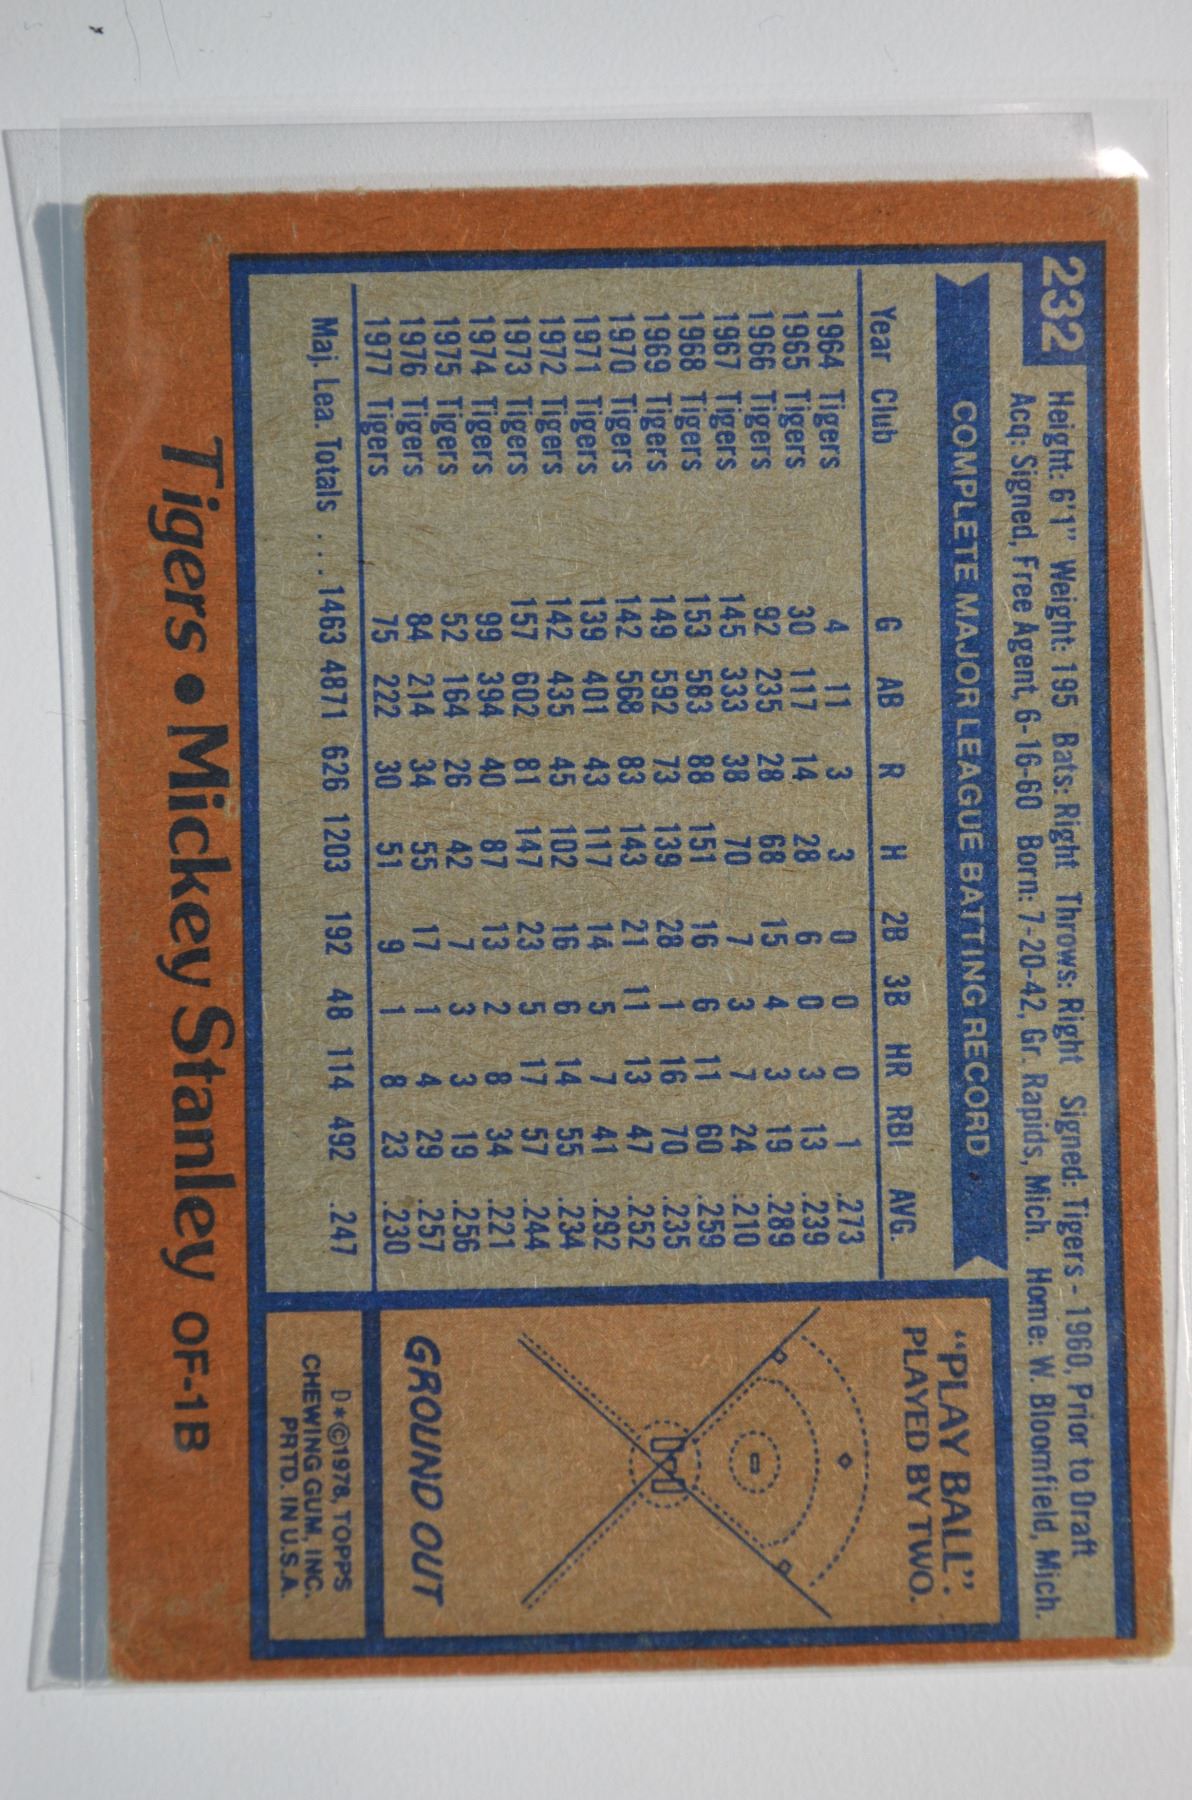 232
Height: 6'1" Weight: 195 Bats: Right Throws: Right Signed: Tigers - 1960, Prior to Draft
Acq: Signed, Free Agent, 6-16-60 Born: 7-20-42, Gr. Rapids, Mich. Home: W. Bloomfield, Mich.
COMPLETE MAJOR LEAGUE BATTING RECORD
Year Club G AB R H 2B 3B HR RBI AVG.
1964 Tigers 4 11 3 3 0 0 0 1 .273
1965 Tigers 30 117 14 28 6 0 3 13 .239
1966 Tigers 92 235 28 68 15 4 3 19 .289
1967 Tigers 145 333 38 70 7 3 7 24 .210
1968 Tigers 153 583 88 151 16 6 11 60 .259
1969 Tigers 149 592 73 139 28 1 16 70 .235
1970 Tigers 142 568 83 143 21 11 13 47 .252
1971 Tigers 139 401 43 117 14 5 7 41 .292
1972 Tigers 142 435 45 102 16 6 14 55 .234
1973 Tigers 157 602 81 147 23 5 17 57 .244
1974 Tigers 99 394 40 87 13 2 8 34 .221
1975 Tigers 52 164 26 42 7 3 3 19 .256
1976 Tigers 84 214 34 55 17 1 4 29 .257
1977 Tigers 75 222 30 51 9 1 8 23 .230
Maj. Lea. Totals . . . 1463 4871 626 1203 192 48 114 492 .247
"PLAY BALL":
PLAYED BY TWO.
GROUND OUT
D*©1978, TOPPS
CHEWING GUM, INC.
PRTD. IN U.S.A.
Tigers • Mickey Stanley OF-1B